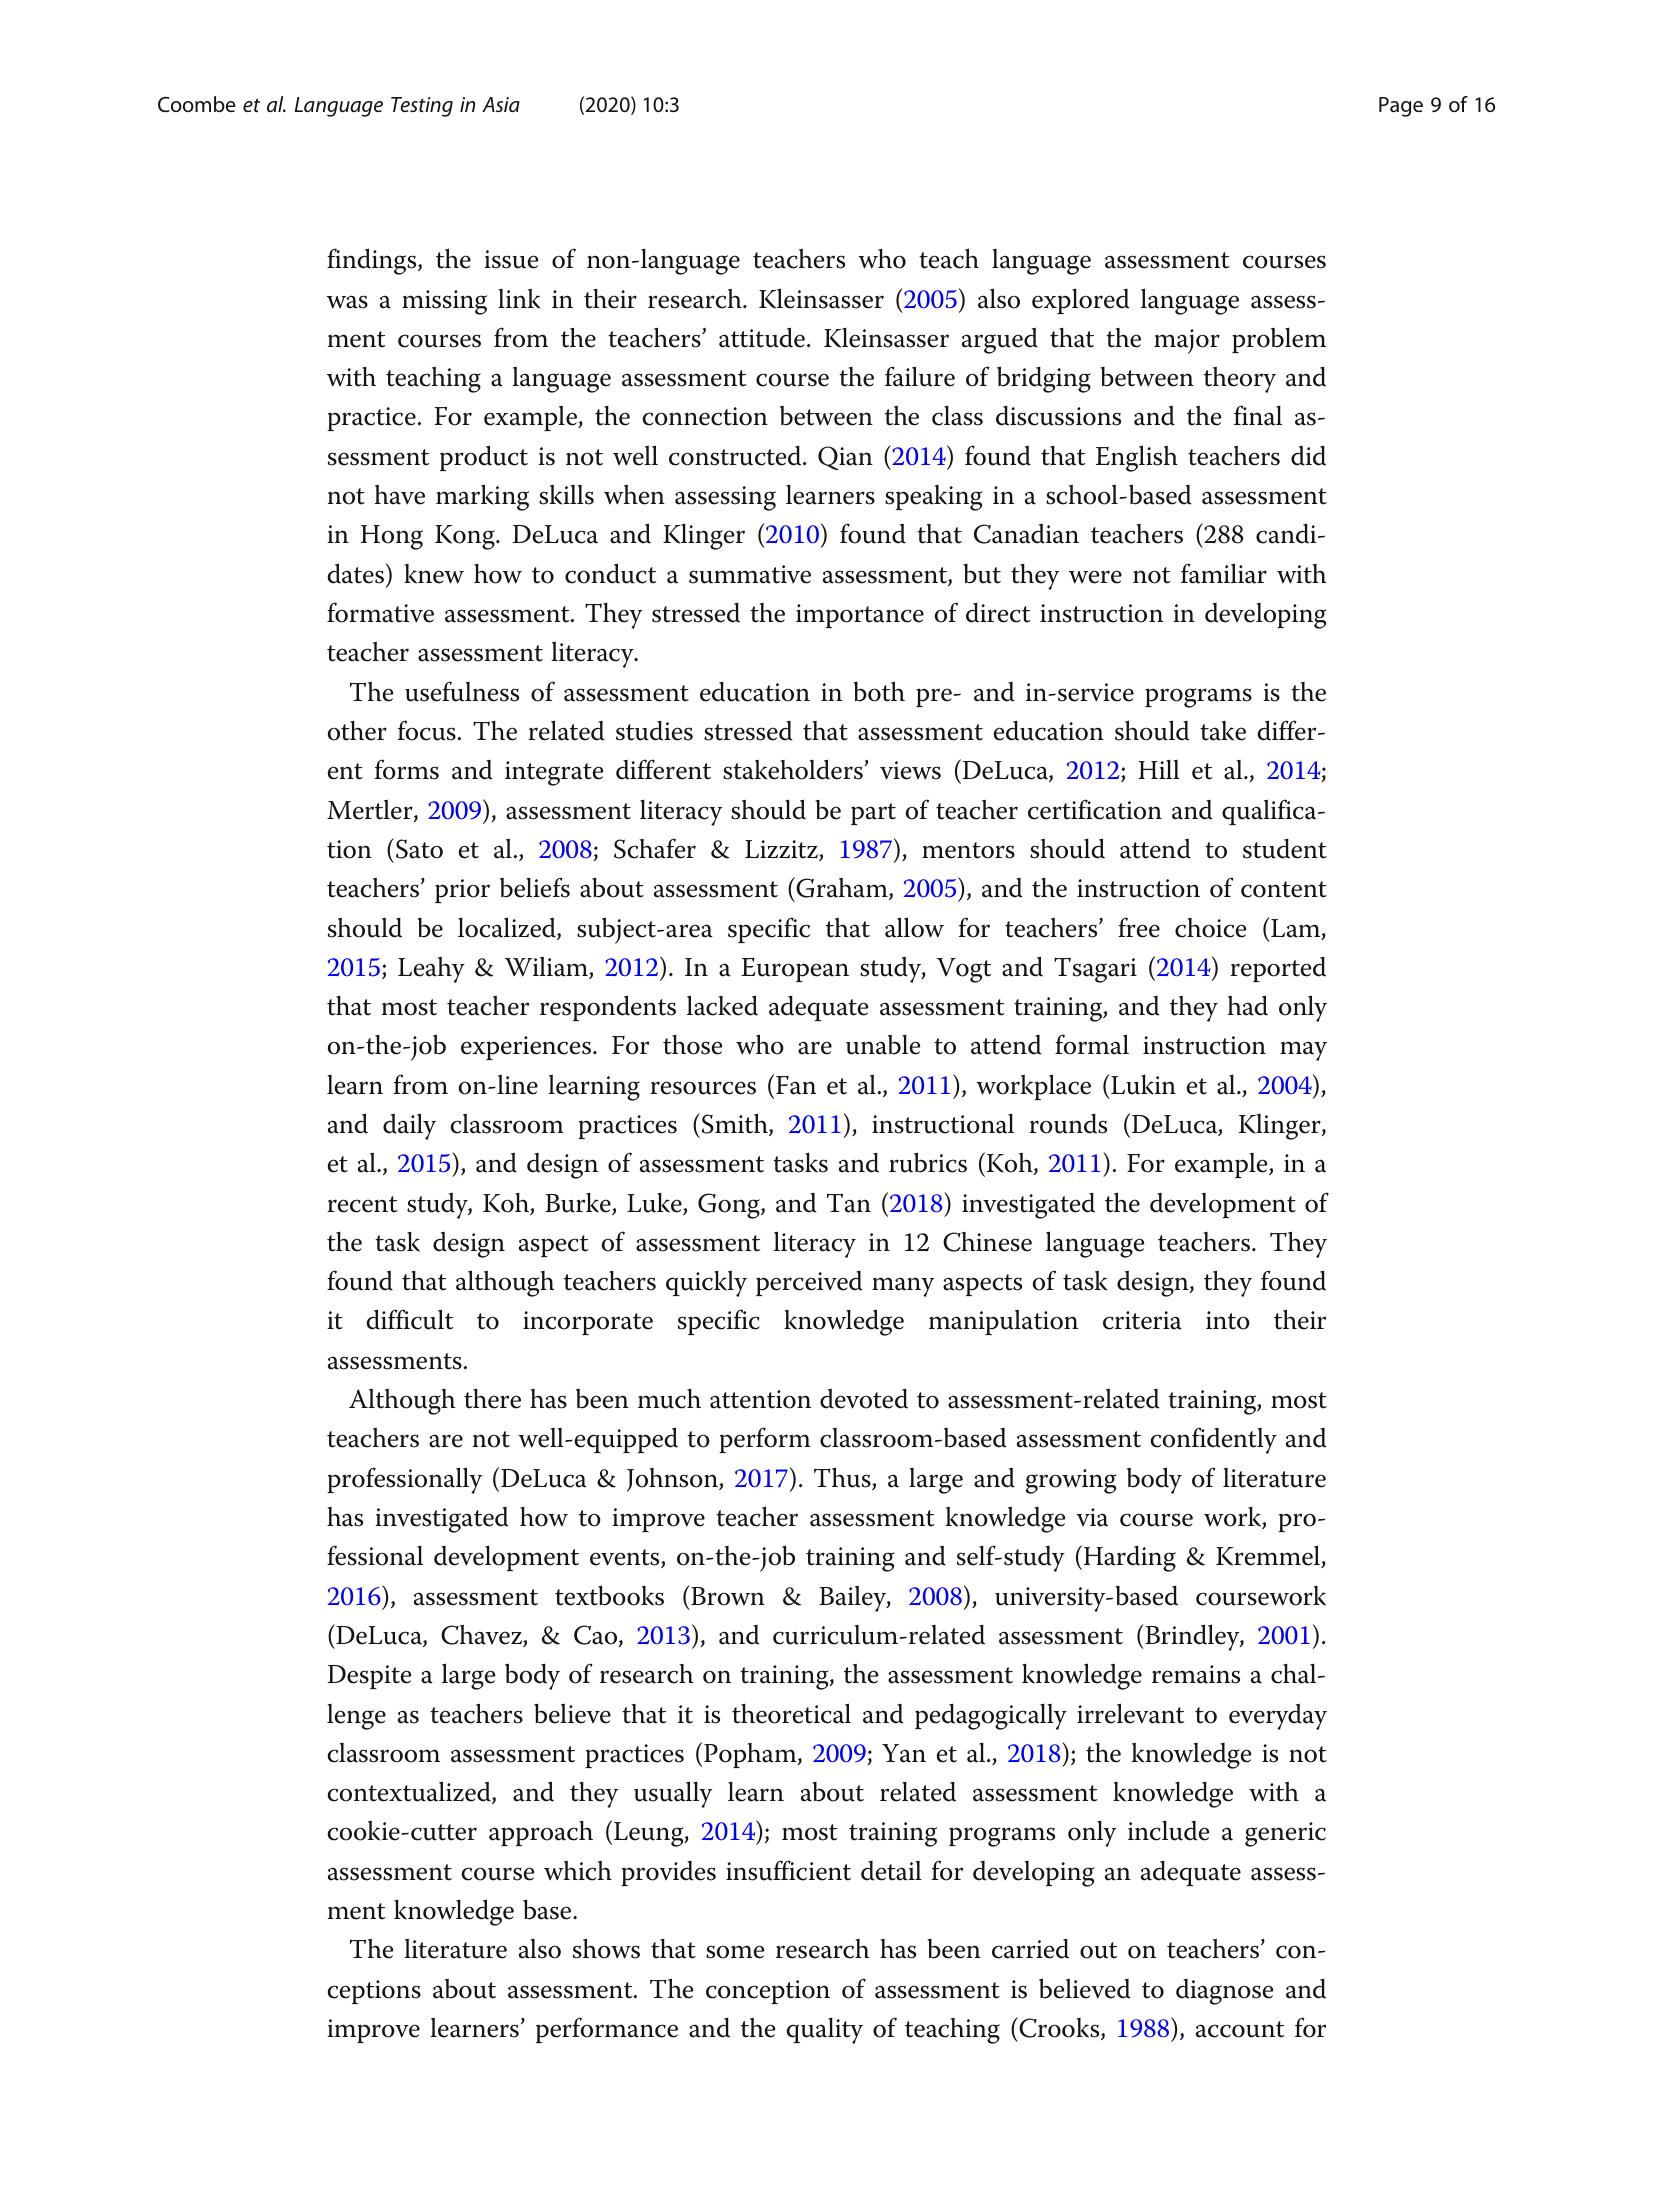 Coombe et al. Language Testing in Asia (2020) 10:3 Page 9 of 16
findings, the issue of non-language teachers who teach language assessment courses
was a missing link in their research. Kleinsasser (2005) also explored language assess-
ment courses from the teachers’ attitude. Kleinsasser argued that the major problem
with teaching a language assessment course the failure of bridging between theory and
practice. For example, the connection between the class discussions and the final as-
sessment product is not well constructed. Qian (2014) found that English teachers did
not have marking skills when assessing learners speaking in a school-based assessment
in Hong Kong. DeLuca and Klinger (2010) found that Canadian teachers (288 candi-
dates) knew how to conduct a summative assessment, but they were not familiar with
formative assessment. They stressed the importance of direct instruction in developing
teacher assessment literacy.
The usefulness of assessment education in both pre- and in-service programs is the
other focus. The related studies stressed that assessment education should take differ-
ent forms and integrate different stakeholders’ views (DeLuca, 2012; Hill et al., 2014;
Mertler, 2009), assessment literacy should be part of teacher certification and qualifica-
tion (Sato et al., 2008; Schafer & Lizzitz, 1987), mentors should attend to student
teachers’ prior beliefs about assessment (Graham, 2005), and the instruction of content
should be localized, subject-area specific that allow for teachers’ free choice (Lam,
2015; Leahy & Wiliam, 2012). In a European study, Vogt and Tsagari (2014) reported
that most teacher respondents lacked adequate assessment training, and they had only
on-the-job experiences. For those who are unable to attend formal instruction may
learn from on-line learning resources (Fan et al., 2011), workplace (Lukin et al., 2004),
and daily classroom practices (Smith, 2011), instructional rounds (DeLuca, Klinger,
et al., 2015), and design of assessment tasks and rubrics (Koh, 2011). For example, in a
recent study, Koh, Burke, Luke, Gong, and Tan (2018) investigated the development of
the task design aspect of assessment literacy in 12 Chinese language teachers. They
found that although teachers quickly perceived many aspects of task design, they found
it difficult to incorporate specific knowledge manipulation criteria into their
assessments.
Although there has been much attention devoted to assessment-related training, most
teachers are not well-equipped to perform classroom-based assessment confidently and
professionally (DeLuca & Johnson, 2017). Thus, a large and growing body of literature
has investigated how to improve teacher assessment knowledge via course work, pro-
fessional development events, on-the-job training and self-study (Harding & Kremmel,
2016), assessment textbooks (Brown & Bailey, 2008), university-based coursework
(DeLuca, Chavez, & Cao, 2013), and curriculum-related assessment (Brindley, 2001).
Despite a large body of research on training, the assessment knowledge remains a chal-
lenge as teachers believe that it is theoretical and pedagogically irrelevant to everyday
classroom assessment practices (Popham, 2009; Yan et al., 2018); the knowledge is not
contextualized, and they usually learn about related assessment knowledge with a
cookie-cutter approach (Leung, 2014); most training programs only include a generic
assessment course which provides insufficient detail for developing an adequate assess-
ment knowledge base.
The literature also shows that some research has been carried out on teachers’ con-
ceptions about assessment. The conception of assessment is believed to diagnose and
improve learners’ performance and the quality of teaching (Crooks, 1988), account for